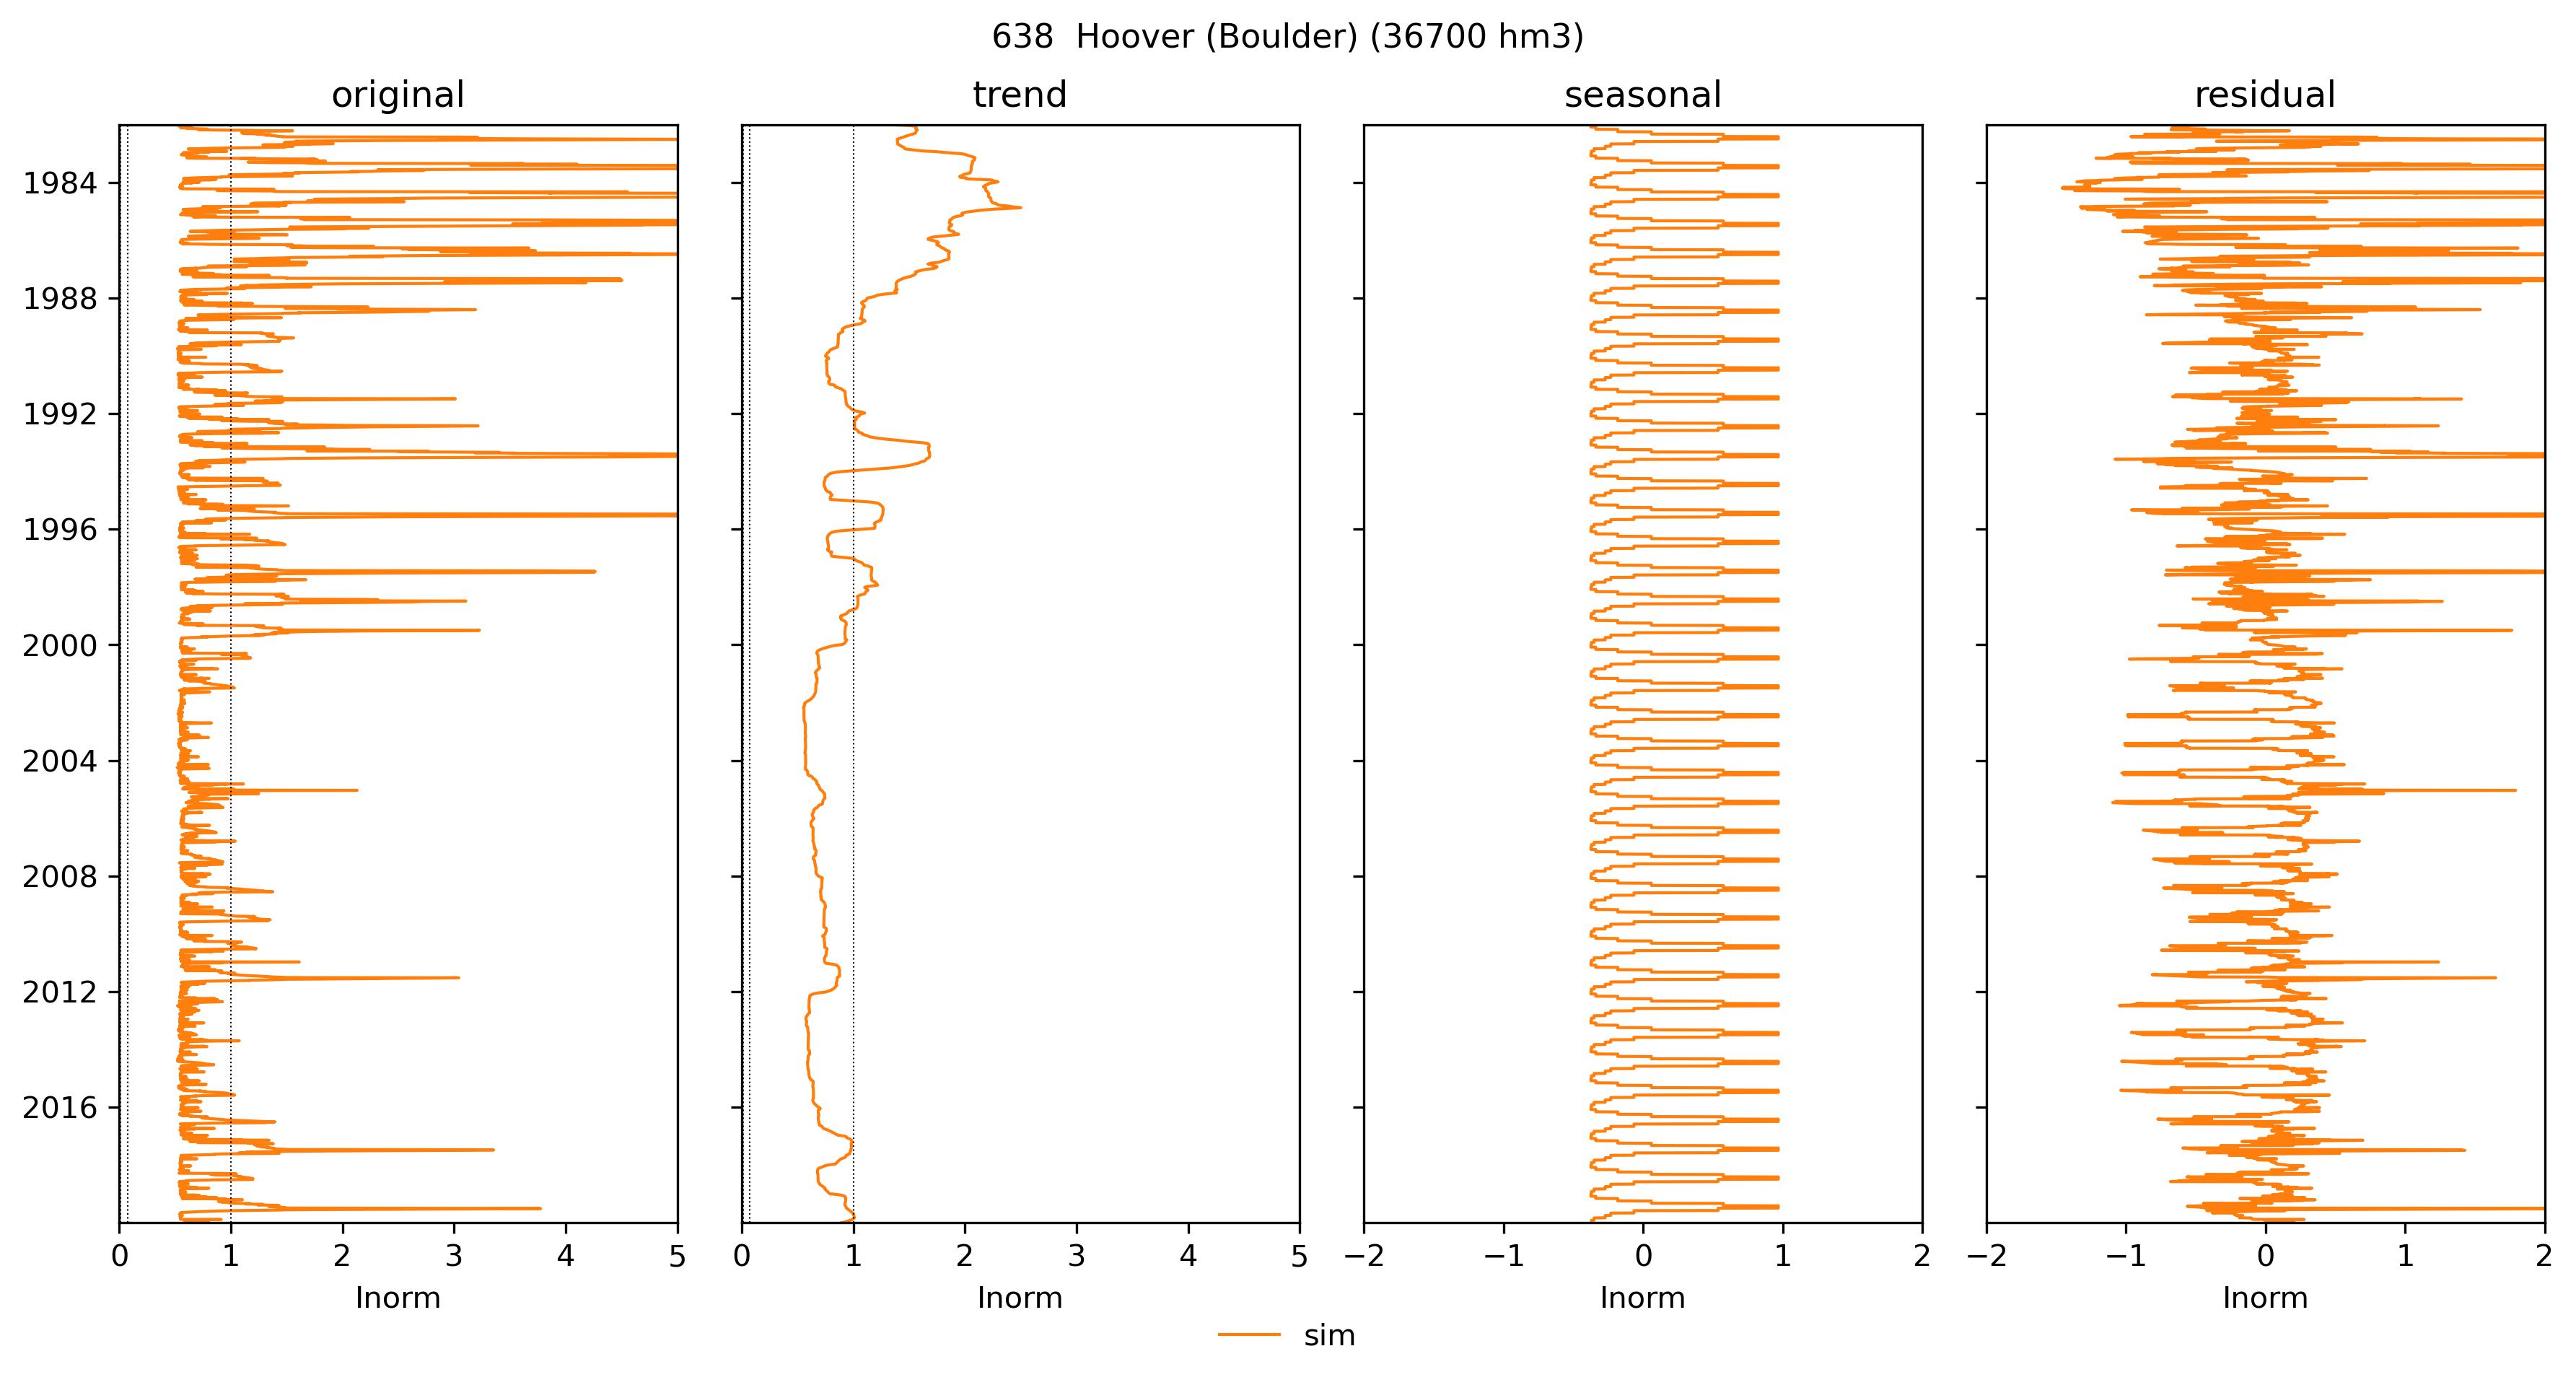 638  Hoover (Boulder) (36700 hm3)
original trend seasonal residual
1984
1988
1992
1996
2000
2004
2008
2012
2016
0 1 2 3 4 5 0 1 2 3 4 5 −2 −1 0 1 2 −2 −1 0 1 2
Inorm Inorm Inorm Inorm
sim